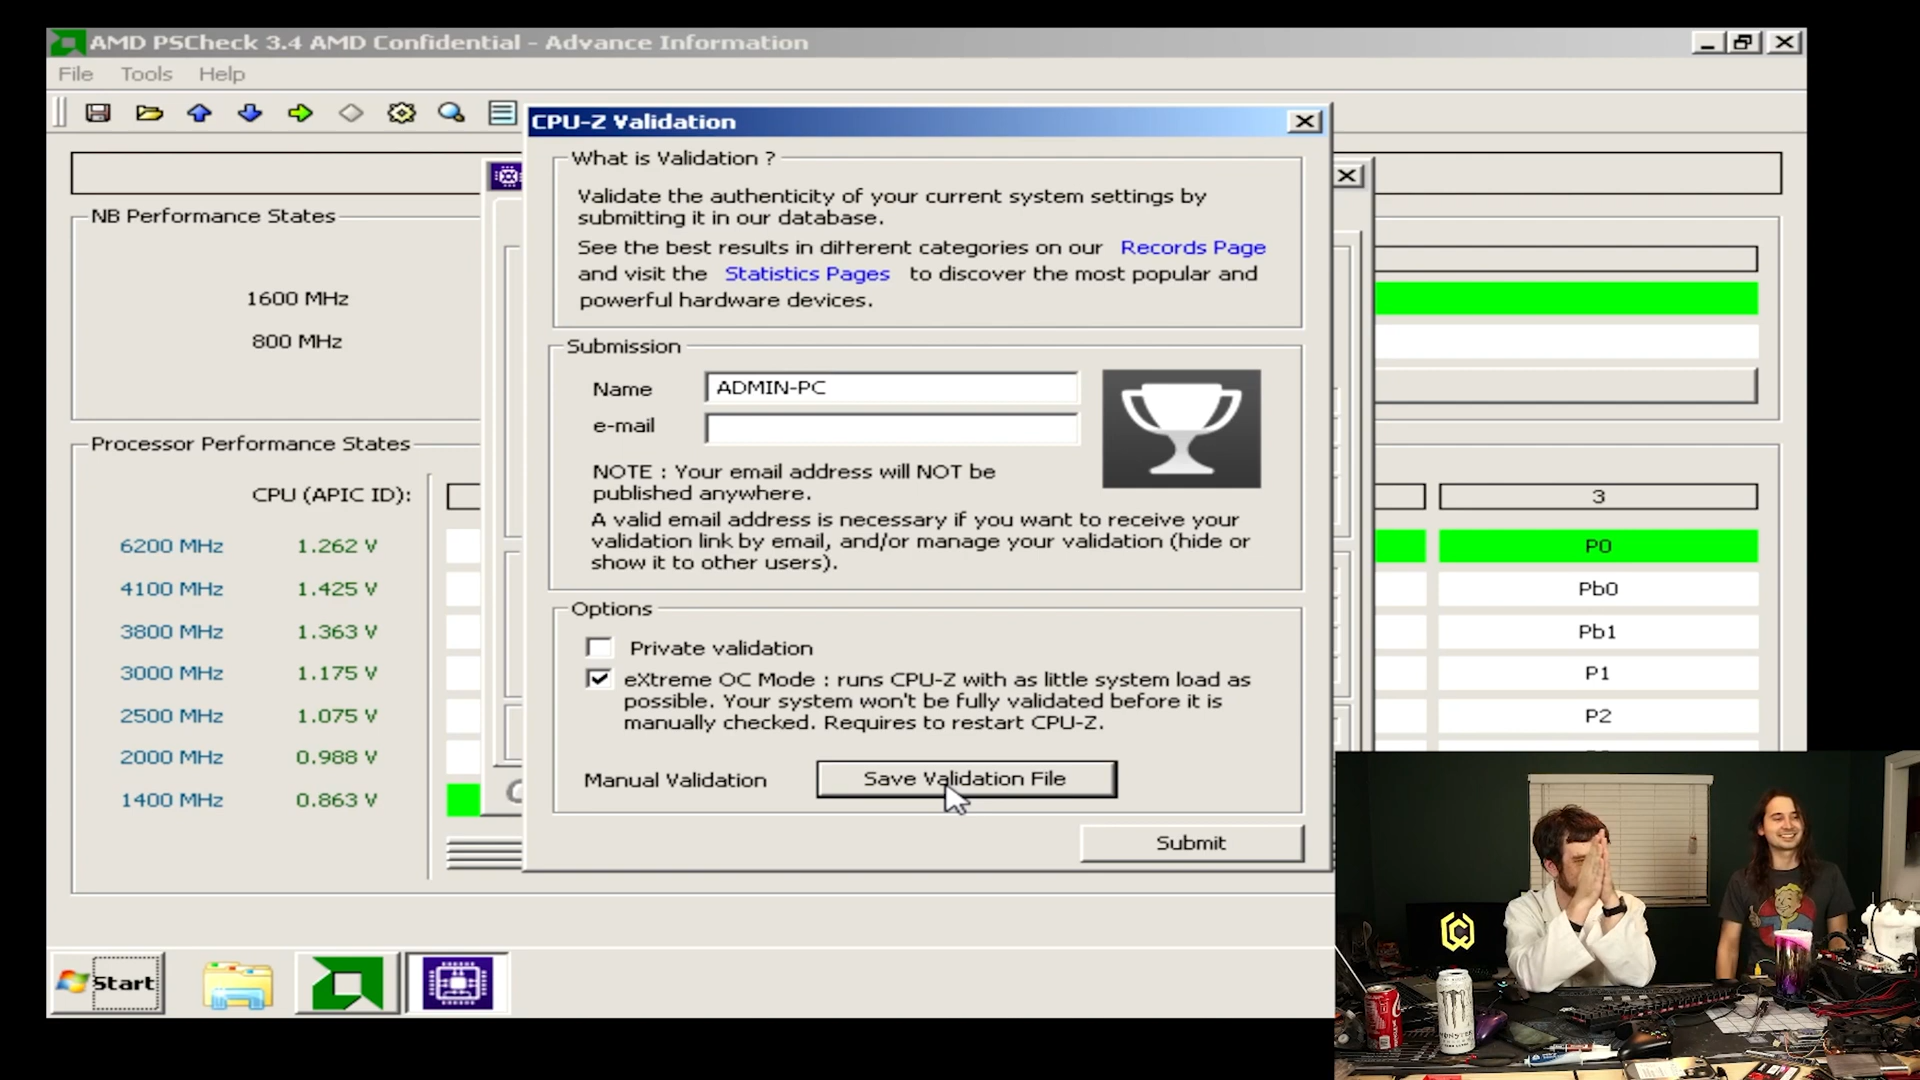 AMD PSCheck 3.4 AMD Confidential - Advance Information
File Tools Help
CPU-Z Validation
What is Validation ?
Validate the authenticity of your current system settings by
submitting it in our database.
See the best results in different categories on our Records Page
and visit the Statistics Pages to discover the most popular and
powerful hardware devices.
NB Performance States
1600 MHz
800 MHz
Submission
Name ADMIN-PC
e-mail
NOTE : Your email address will NOT be
published anywhere.
A valid email address is necessary if you want to receive your
validation link by email, and/or manage your validation (hide or
show it to other users).
Options
Private validation
eXtreme OC Mode : runs CPU-Z with as little system load as
possible. Your system won't be fully validated before it is
manually checked. Requires to restart CPU-Z.
Manual Validation Save Validation File
Submit
Processor Performance States
CPU (APIC ID):
3
6200 MHz 1.262 V
P0
4100 MHz 1.425 V
Pb0
3800 MHz 1.363 V
Pb1
3000 MHz 1.175 V
P1
2500 MHz 1.075 V
P2
2000 MHz 0.988 V
1400 MHz 0.863 V
Start
MONSTER